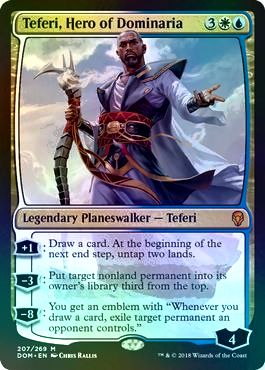 Teferi, Hero of Dominaria 3
Legendary Planeswalker — Teferi
+1 : Draw a card. At the beginning of the
next end step, untap two lands.
-3 : Put target nonland permanent into its
owner's library third from the top.
-8 : You get an emblem with "Whenever you
draw a card, exile target permanent an
opponent controls."
4
207/269 M
DOM • EN Chris Rallis
™ & © 2018 Wizards of the Coast